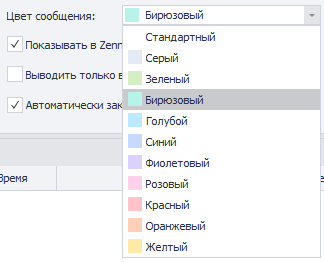 Цвет сообщения:
Бирюзовый
Стандартный
Показывать в Zenn
Серый
Зеленый
Выводить только в
Бирюзовый
Автоматически зак
Голубой
Синий
Фиолетовый
Время
Розовый
Красный
Оранжевый
Желтый